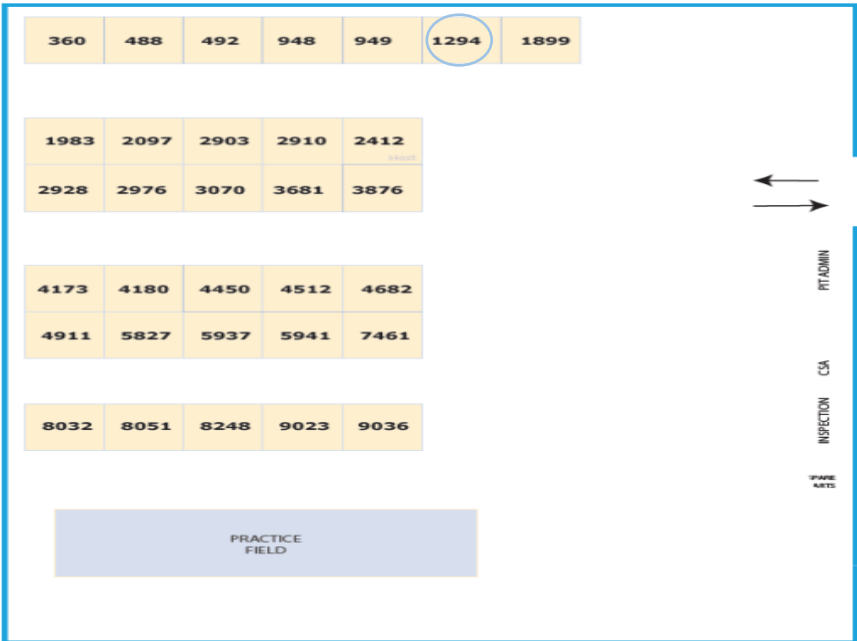 360 488 492 948 949 1294 1899
1983 2097 2903 2910 2412
2928 2976 3070 3681 3876
PIT ADMIN
4173 4180 4450 4512 4682
4911 5827 5937 5941 7461
CSA
INSPECTION
8032 8051 8248 9023 9036
PRACTICE
FIELD